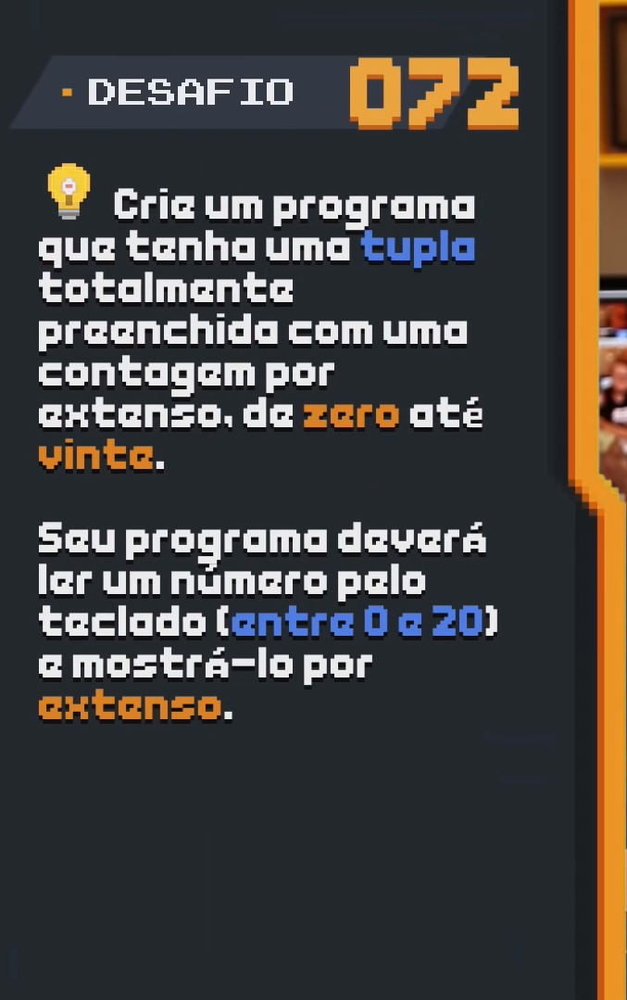 DESAFIO 072
Crie um programa
que tenha uma tupla
totalmente
preenchida com uma
contagem por
extenso, de zero até
vinte.
Seu programa deverá
ler um número pelo
teclado (entre 0 e 20)
e mostrá-lo por
extenso.